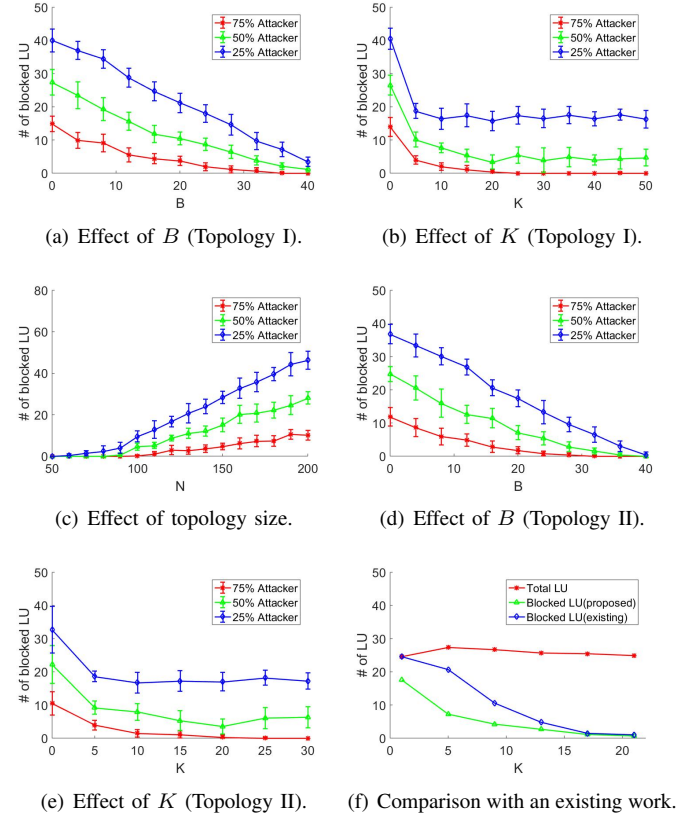 50
40
30
20
10
0
# of blocked LU
75% Attacker
50% Attacker
25% Attacker
0 10 20 30 40
B
(a) Effect of B (Topology I).
50
40
30
20
10
0
# of blocked LU
75% Attacker
50% Attacker
25% Attacker
0 10 20 30 40 50
K
(b) Effect of K (Topology I).
80
60
40
20
0
# of blocked LU
75% Attacker
50% Attacker
25% Attacker
50 100 150 200
N
(c) Effect of topology size.
50
40
30
20
10
0
# of blocked LU
75% Attacker
50% Attacker
25% Attacker
0 10 20 30 40
B
(d) Effect of B (Topology II).
50
40
30
20
10
0
# of blocked LU
75% Attacker
50% Attacker
25% Attacker
0 5 10 15 20 25 30
K
(e) Effect of K (Topology II).
50
40
30
20
10
0
# of LU
Total LU
Blocked LU(proposed)
Blocked LU(existing)
0 5 10 15 20
K
(f) Comparison with an existing work.